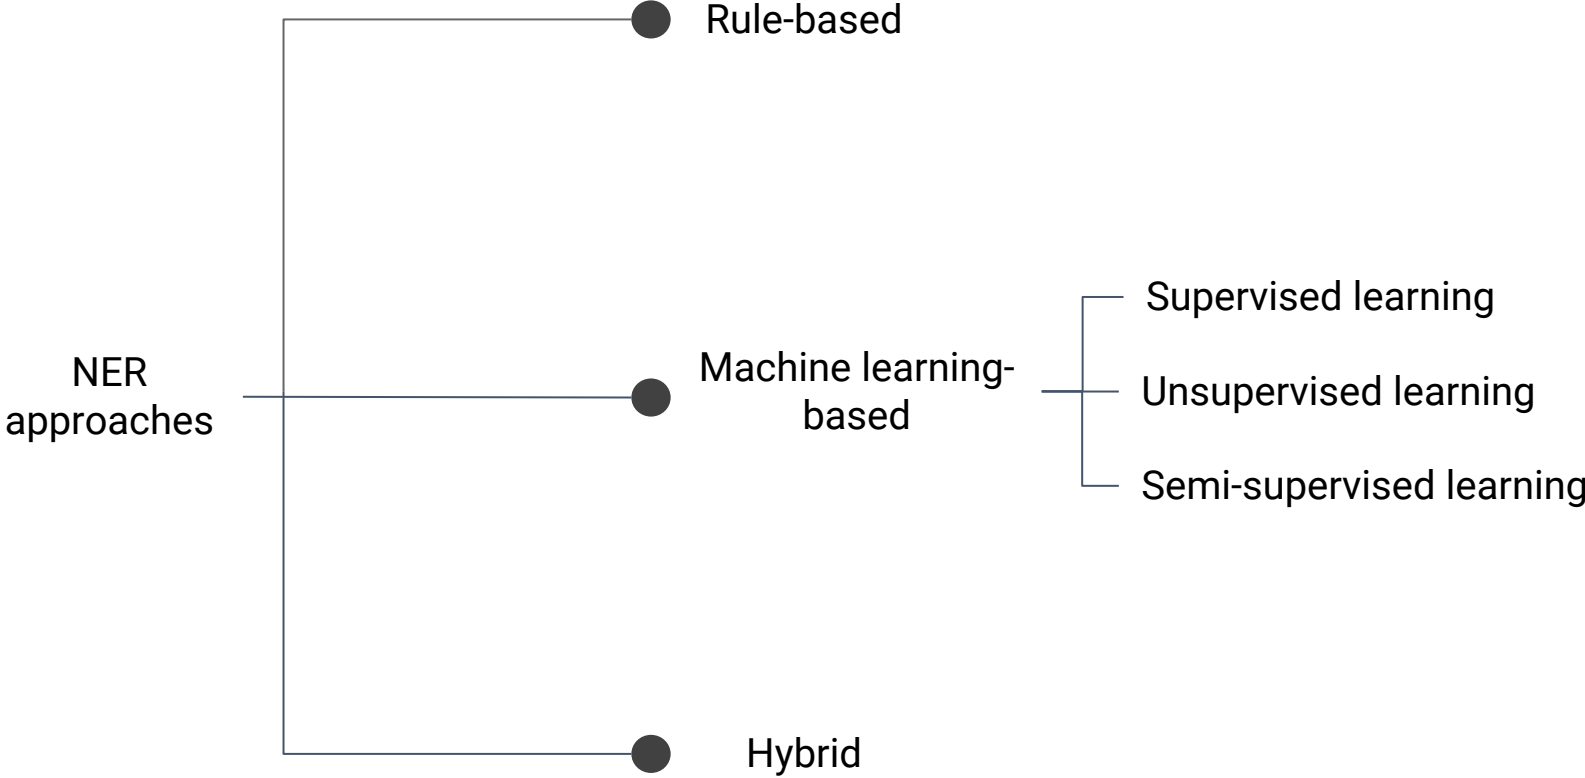 Rule-based
NER
approaches
Machine learning-
based
Supervised learning
Unsupervised learning
Semi-supervised learning
Hybrid